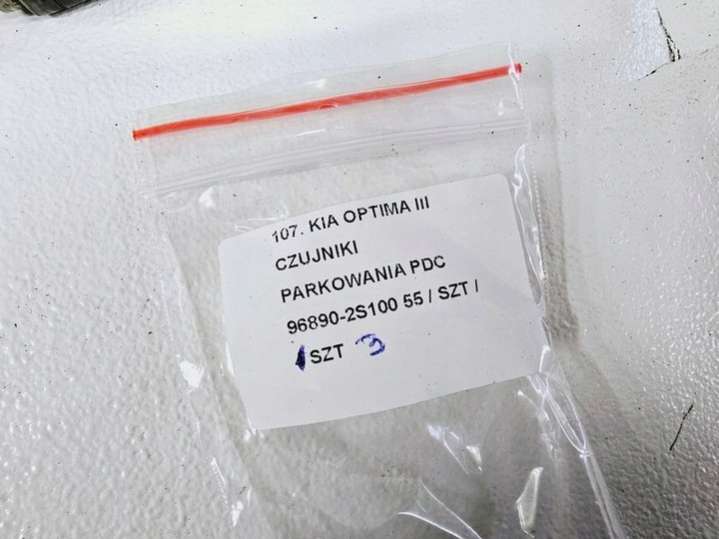 107. KIA OPTIMA III
CZUJNIKI
PARKOWANIA PDC
96890-2S100 55 / SZT /
SZT 3